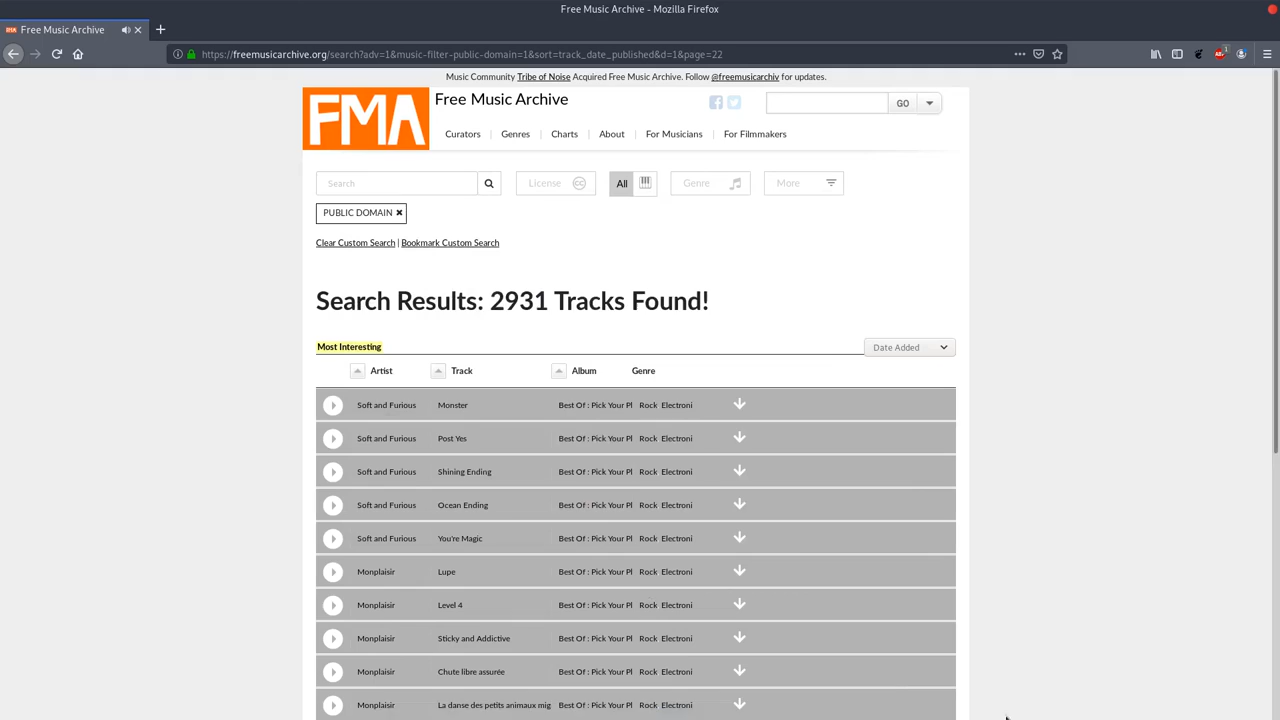 Free Music Archive - Mozilla Firefox
Free Music Archive
https://freemusicarchive.org/search?adv=1&music-filter-public-domain=1&sort=track_date_published&d=1&page=22
1
Music Community Tribe of Noise Acquired Free Music Archive. Follow @freemusicarchiv for updates.
FMA
Free Music Archive
GO
Curators
Genres
Charts
About
For Musicians
For Filmmakers
Search
License
All
Genre
More
PUBLIC DOMAIN
Clear Custom Search | Bookmark Custom Search
Search Results: 2931 Tracks Found!
Most Interesting
Date Added
Artist Track Album Genre
Soft and Furious Monster Best Of : Pick Your Pl Rock Electroni
Soft and Furious Post Yes Best Of : Pick Your Pl Rock Electroni
Soft and Furious Shining Ending Best Of : Pick Your Pl Rock Electroni
Soft and Furious Ocean Ending Best Of : Pick Your Pl Rock Electroni
Soft and Furious You're Magic Best Of : Pick Your Pl Rock Electroni
Monplaisir Lupe Best Of : Pick Your Pl Rock Electroni
Monplaisir Level 4 Best Of : Pick Your Pl Rock Electroni
Monplaisir Sticky and Addictive Best Of : Pick Your Pl Rock Electroni
Monplaisir Chute libre assurée Best Of : Pick Your Pl Rock Electroni
Monplaisir La danse des petits animaux mig Best Of : Pick Your Pl Rock Electroni